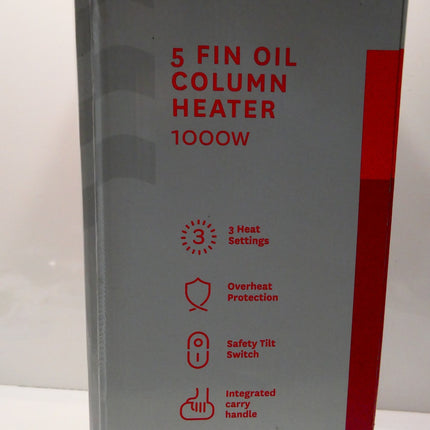 5 FIN OIL
COLUMN
HEATER
1000W
3
3 Heat
Settings
Overheat
Protection
Safety Tilt
Switch
Integrated
carry
handle